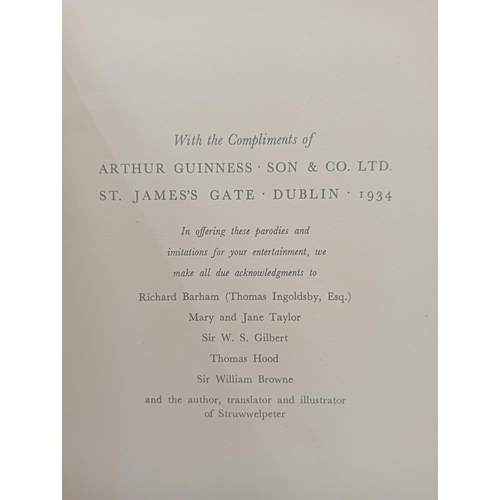 With the Compliments of
ARTHUR GUINNESS · SON & CO. LTD.
ST. JAMES'S GATE · DUBLIN · 1934
In offering these parodies and
imitations for your entertainment, we
make all due acknowledgments to
Richard Barham (Thomas Ingoldsby, Esq.)
Mary and Jane Taylor
Sir W. S. Gilbert
Thomas Hood
Sir William Browne
and the author, translator and illustrator
of Struwwelpeter